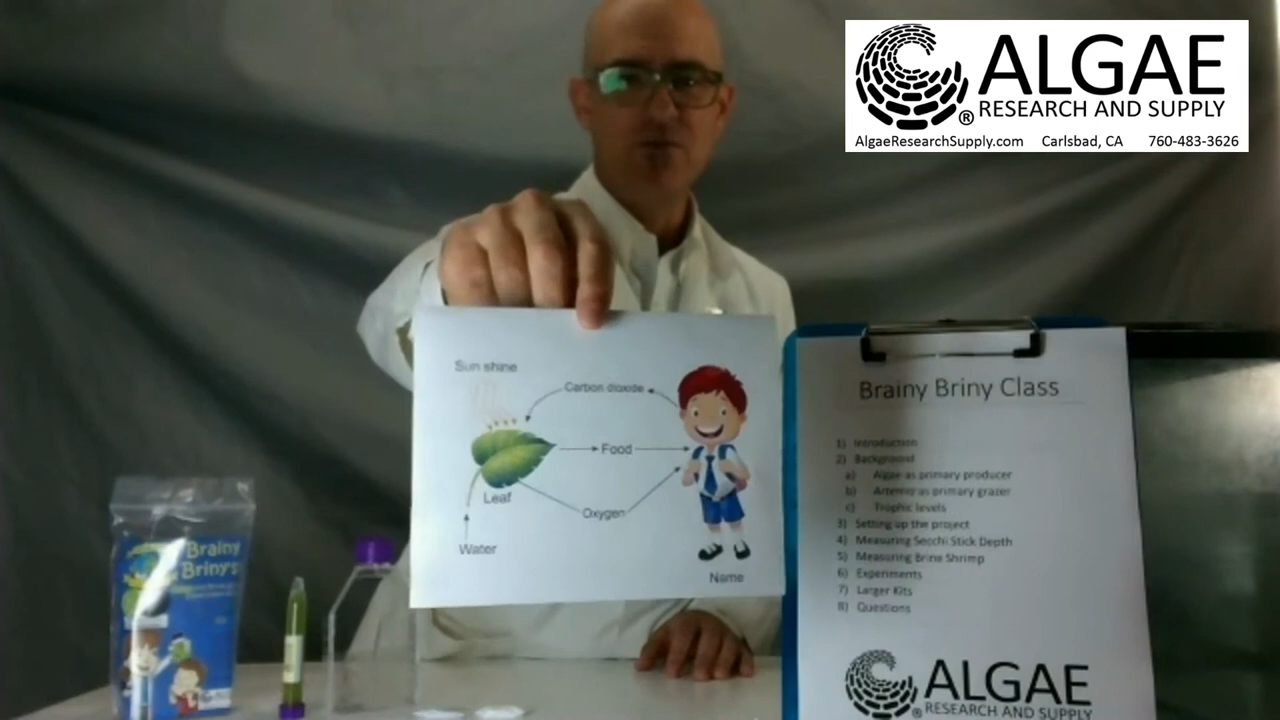 ALGAE
RESEARCH AND SUPPLY
®
AlgaeResearchSupply.com Carlsbad, CA 760-483-3626
Sun shine
Carbon dioxide
Food
Leaf
Oxygen
Water
Name
Brainy Briny Class
1) Introduction
2) Background
a) Algae as primary producer
b) Artemia as primary grazer
c) Trophic levels
3) Setting up the project
4) Measuring Secchi Stick Depth
5) Measuring Brine Shrimp
6) Experiments
7) Larger Kits
8) Questions
ALGAE
® RESEARCH AND SUPPLY
Brainy
Briny's